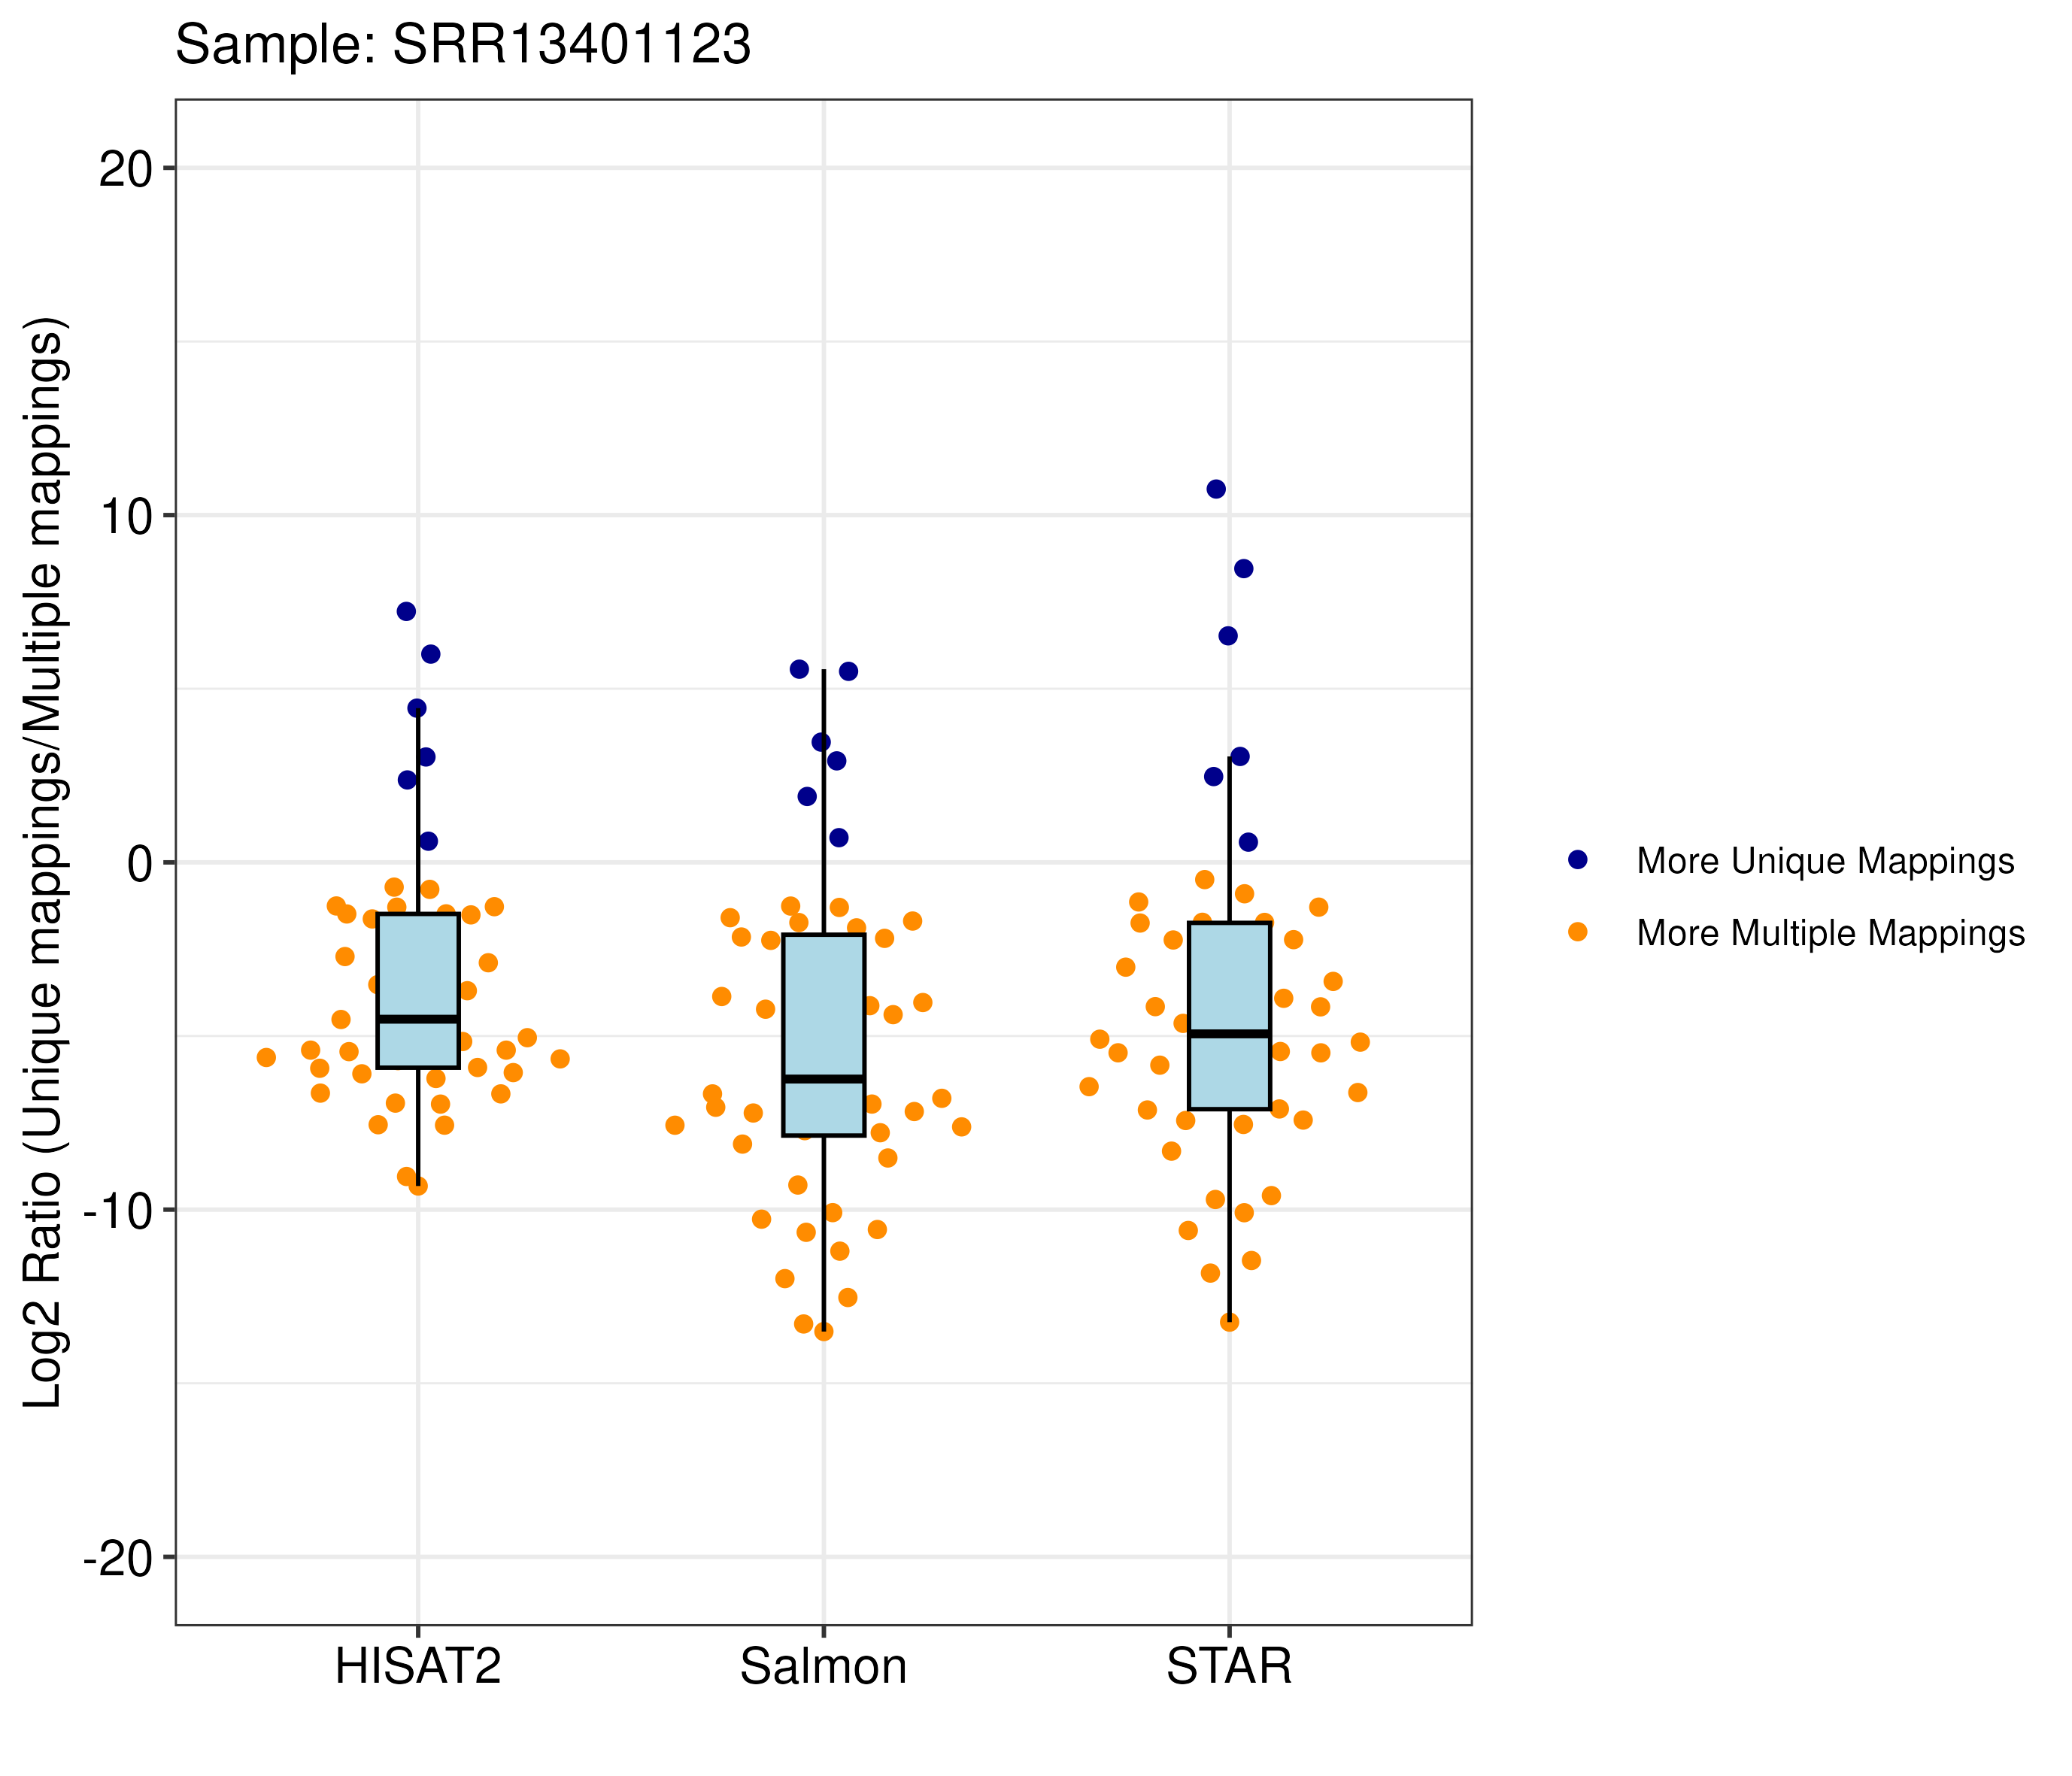 Sample: SRR13401123
Log2 Ratio (Unique mappings/Multiple mappings)
20
10
0
-10
-20
HISAT2
Salmon
STAR
More Unique Mappings
More Multiple Mappings